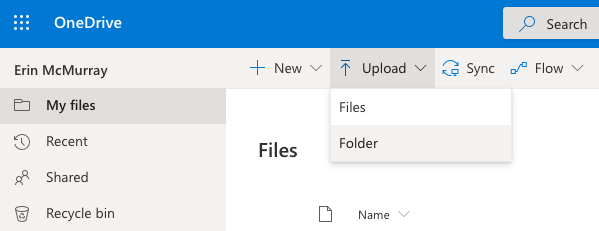 OneDrive
Search
Erin McMurray
New
Upload
Sync
Flow
My files
Files
Recent
Folder
Files
Shared
Recycle bin
Name